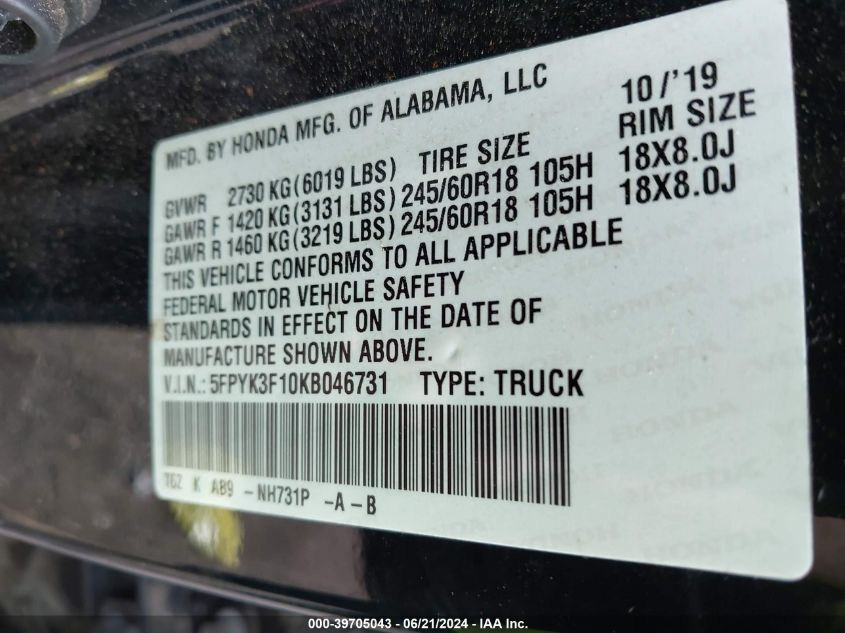 MFD. BY HONDA MFG. OF ALABAMA, LLC 10/'19
GVWR 2730 KG(6019 LBS) TIRE SIZE RIM SIZE
GAWR F 1420 KG(3131 LBS) 245/60R18 105H 18X8.0J
GAWR R 1460 KG(3219 LBS) 245/60R18 105H 18X8.0J
THIS VEHICLE CONFORMS TO ALL APPLICABLE
FEDERAL MOTOR VEHICLE SAFETY
STANDARDS IN EFFECT ON THE DATE OF
MANUFACTURE SHOWN ABOVE.
V.I.N.: 5FPYK3F10KB046731 TYPE: TRUCK
TGZ K AB9 -NH731P -A-B
000-39705043 - 06/21/2024 - IAA Inc.